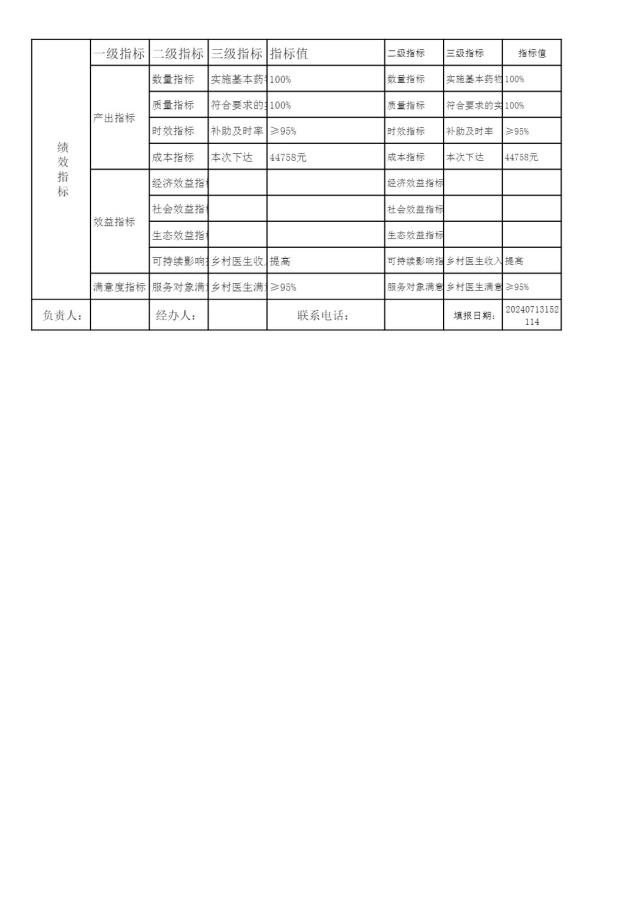 一级指标 二级指标 三级指标 指标值 二级指标 三级指标 指标值
绩效指标
产出指标
数量指标 实施基本药 100% 数量指标 实施基本药物 100%
质量指标 符合要求的 100% 质量指标 符合要求的实 100%
时效指标 补助及时率 ≥95% 时效指标 补助及时率 ≥95%
成本指标 本次下达 44758元 成本指标 本次下达 44758元
效益指标
经济效益指 经济效益指标
社会效益指 社会效益指标
生态效益指 生态效益指标
可持续影响 乡村医生收 提高 可持续影响指 乡村医生收入 提高
满意度指标 服务对象满 乡村医生满 ≥95% 服务对象满意 乡村医生满意 ≥95%
负责人： 经办人： 联系电话： 填报日期： 20240713152
114